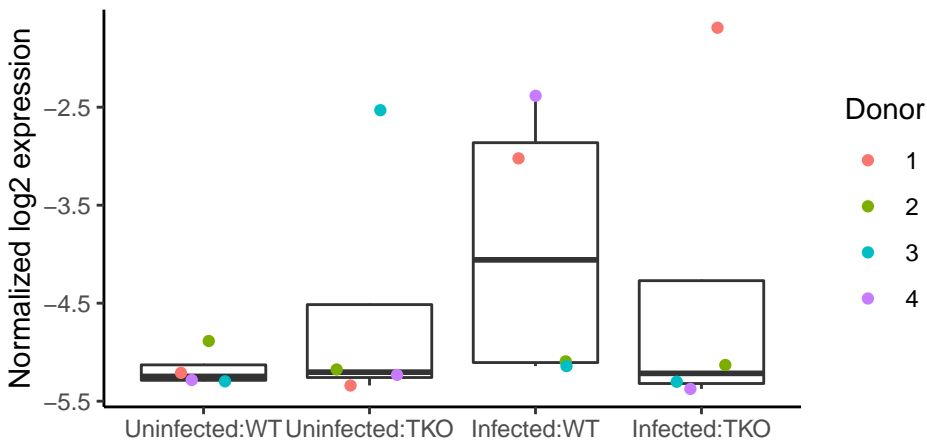 Normalized log2 expression
−2.5
−3.5
−4.5
−5.5
Uninfected:WT
Uninfected:TKO
Infected:WT
Infected:TKO
Donor
1
2
3
4